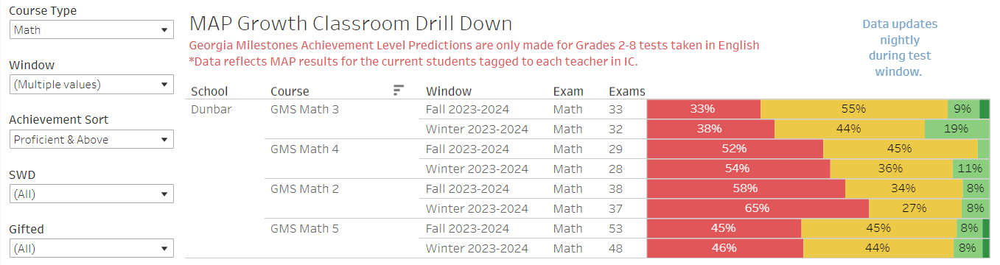 Course Type
Math
Window
(Multiple values)
Achievement Sort
Proficient & Above
SWD
(All)
Gifted
(All)
MAP Growth Classroom Drill Down
Georgia Milestones Achievement Level Predictions are only made for Grades 2-8 tests taken in English
*Data reflects MAP results for the current students tagged to each teacher in IC.
Data updates
nightly
during test
window.
School Course Window Exam Exams
Dunbar GMS Math 3 Fall 2023-2024 Math 33 33% 55% 9%
Winter 2023-2024 Math 32 38% 44% 19%
GMS Math 4 Fall 2023-2024 Math 29 52% 45%
Winter 2023-2024 Math 28 54% 36% 11%
GMS Math 2 Fall 2023-2024 Math 38 58% 34% 8%
Winter 2023-2024 Math 37 65% 27% 8%
GMS Math 5 Fall 2023-2024 Math 53 45% 45% 8%
Winter 2023-2024 Math 48 46% 44% 8%